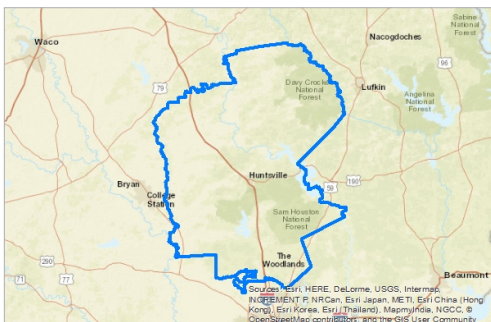 Nacogdoches
Sabine
National
Forest
Waco
96
Davy Crocke
National
Forest
79
Lufkin
Angelina
National
Forest
Huntsville
190
59
Bryan
College
Station
Sam Houston
National
Forest
The
Woodlands
71
290
77
Beaumont
Sources: Esri, HERE, DeLorme, USGS, Intermap,
INCREMENT P, NRCan, Esri Japan, METI, Esri China (Hong
Kong), Esri Korea, Esri (Thailand), MapmyIndia, NGCC, ©
OpenStreetMap contributors, and the GIS User Community